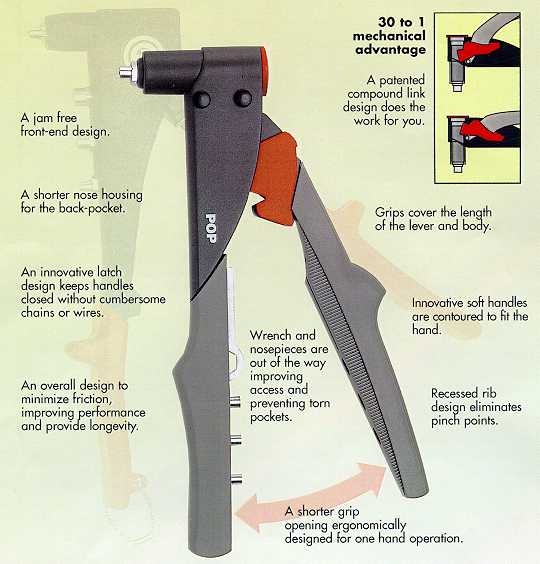 30 to 1
mechanical
advantage
A patented
compound link
design does the
work for you.
A jam free
front-end design.
A shorter nose housing
for the back-pocket.
POP
Grips cover the length
of the lever and body.
An innovative latch
design keeps handles
closed without cumbersome
chains or wires.
Innovative soft handles
are contoured to fit the
hand.
Wrench and
nosepieces are
out of the way
improving
access and
preventing torn
pockets.
An overall design to
minimize friction,
improving performance
and provide longevity.
Recessed rib
design eliminates
pinch points.
A shorter grip
opening ergonomically
designed for one hand operation.